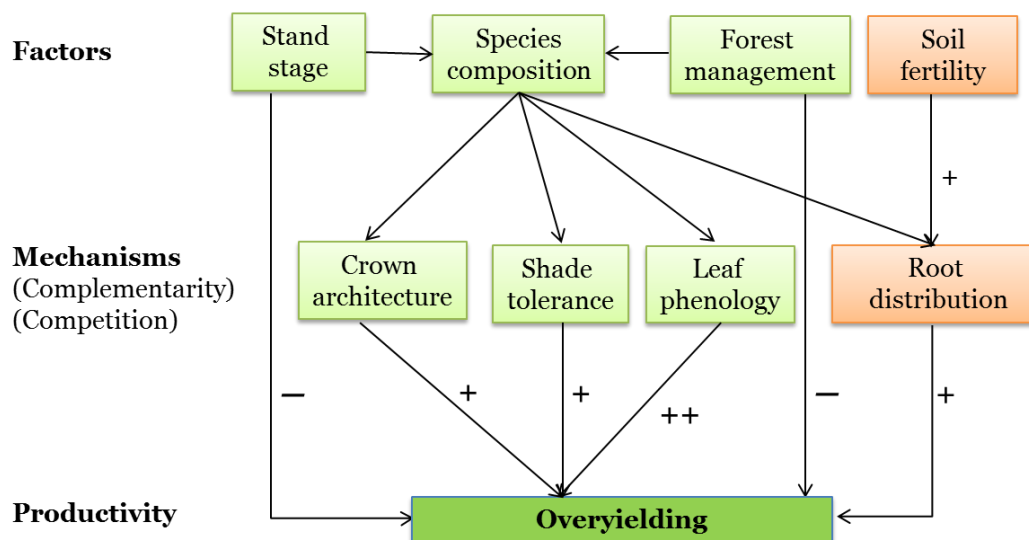 Factors
Stand
stage
Species
composition
Forest
management
Soil
fertility
+
Mechanisms
(Complementarity)
(Competition)
Crown
architecture
Shade
tolerance
Leaf
phenology
Root
distribution
–
+
+
++
–
+
Productivity
Overyielding